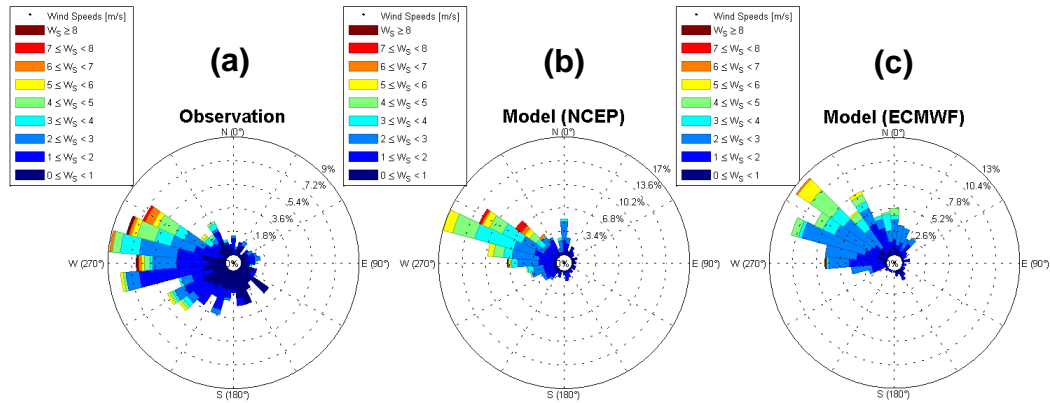 Wind Speeds [m/s]
W_S ≥ 8
7 ≤ W_S < 8
6 ≤ W_S < 7
5 ≤ W_S < 6
4 ≤ W_S < 5
3 ≤ W_S < 4
2 ≤ W_S < 3
1 ≤ W_S < 2
0 ≤ W_S < 1
(a)
Observation
N (0°)
9%
7.2%
5.4%
3.6%
1.8%
0%
W (270°)
E (90°)
S (180°)
Wind Speeds [m/s]
W_S ≥ 8
7 ≤ W_S < 8
6 ≤ W_S < 7
5 ≤ W_S < 6
4 ≤ W_S < 5
3 ≤ W_S < 4
2 ≤ W_S < 3
1 ≤ W_S < 2
0 ≤ W_S < 1
(b)
Model (NCEP)
N (0°)
17%
13.6%
10.2%
6.8%
3.4%
0%
W (270°)
E (90°)
S (180°)
Wind Speeds [m/s]
W_S ≥ 8
7 ≤ W_S < 8
6 ≤ W_S < 7
5 ≤ W_S < 6
4 ≤ W_S < 5
3 ≤ W_S < 4
2 ≤ W_S < 3
1 ≤ W_S < 2
0 ≤ W_S < 1
(c)
Model (ECMWF)
N (0°)
13%
10.4%
7.8%
5.2%
2.6%
0%
W (270°)
E (90°)
S (180°)